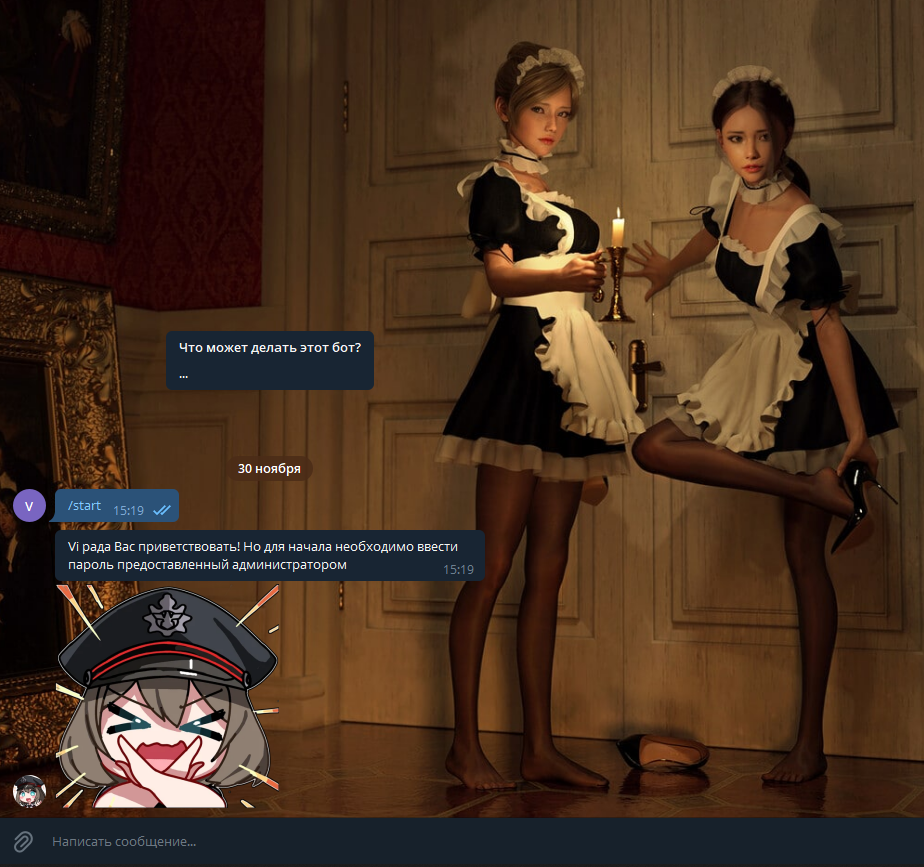 Что может делать этот бот?
...
30 ноября
V
/start 15:19
Vi рада Вас приветствовать! Но для начала необходимо ввести
пароль предоставленный администратором 15:19
Написать сообщение...